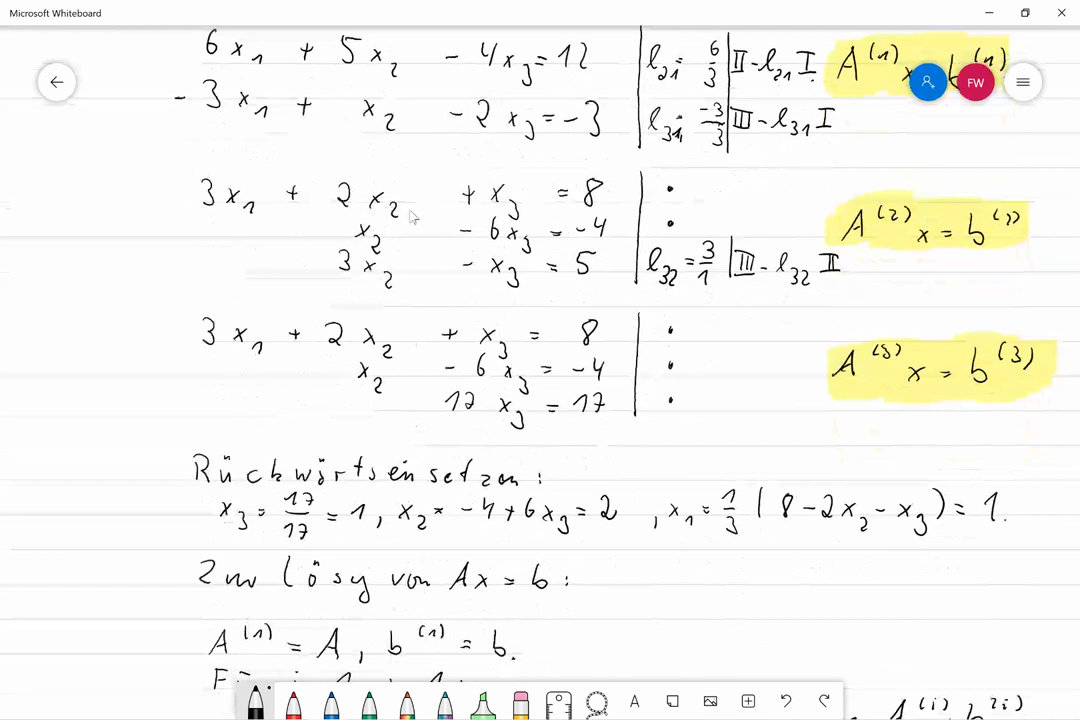 Microsoft Whiteboard
6 x₁ + 5 x₂ - 4 x₃ = 12 | l₂₁ = 6/3 | II - l₂₁ I A⁽¹⁾ x b⁽¹⁾
FW
- 3 x₁ + x₂ - 2 x₃ = -3 | l₃₁ = -3/3 | III - l₃₁ I
3 x₁ + 2 x₂ + x₃ = 8 | ·
x₂ - 6 x₃ = -4 | · A⁽²⁾ x = b⁽²⁾
3 x₂ - x₃ = 5 | l₃₂ = 3/1 | III - l₃₂ II
3 x₁ + 2 x₂ + x₃ = 8 | ·
x₂ - 6 x₃ = -4 | · A⁽³⁾ x = b⁽³⁾
17 x₃ = 17 | ·
Rückwärtseinsetzen:
x₃ = 17/17 = 1, x₂ = -4 + 6 x₃ = 2, x₁ = 1/3 (8 - 2x₂ - x₃) = 1.
Zur Lösg von Ax = b:
A⁽¹⁾ = A, b⁽¹⁾ = b.